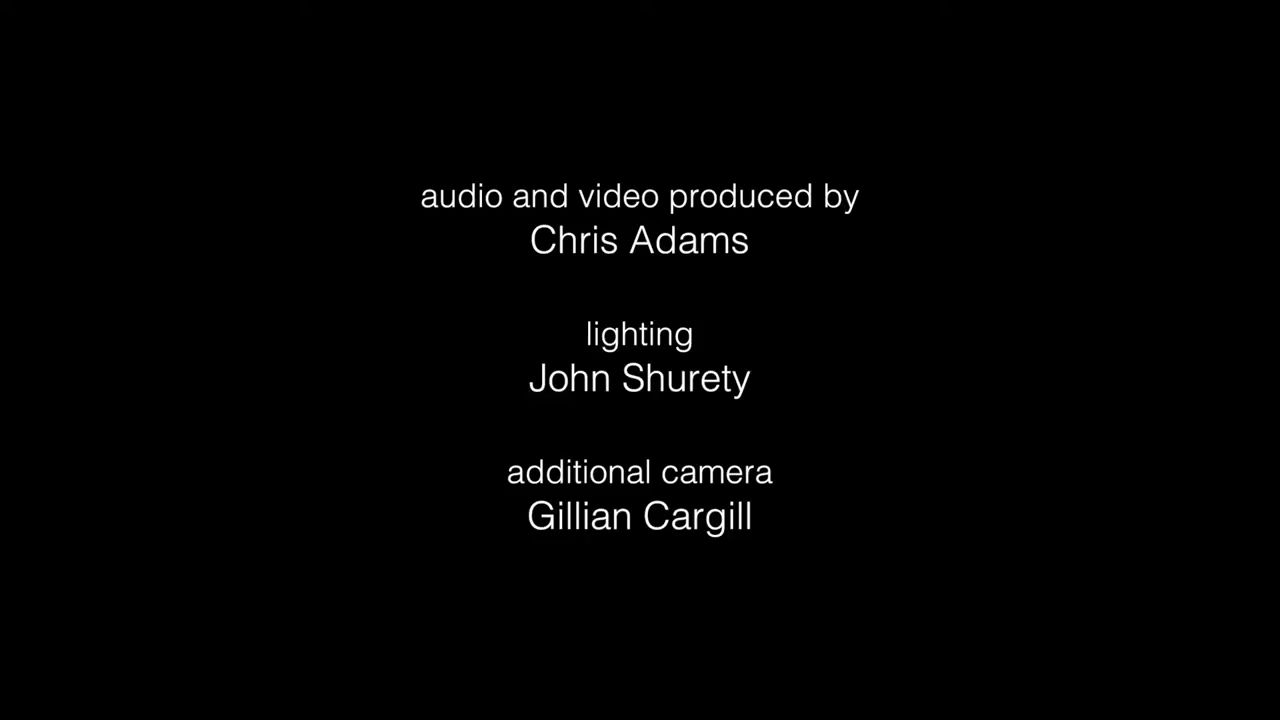 audio and video produced by
Chris Adams
lighting
John Shurety
additional camera
Gillian Cargill